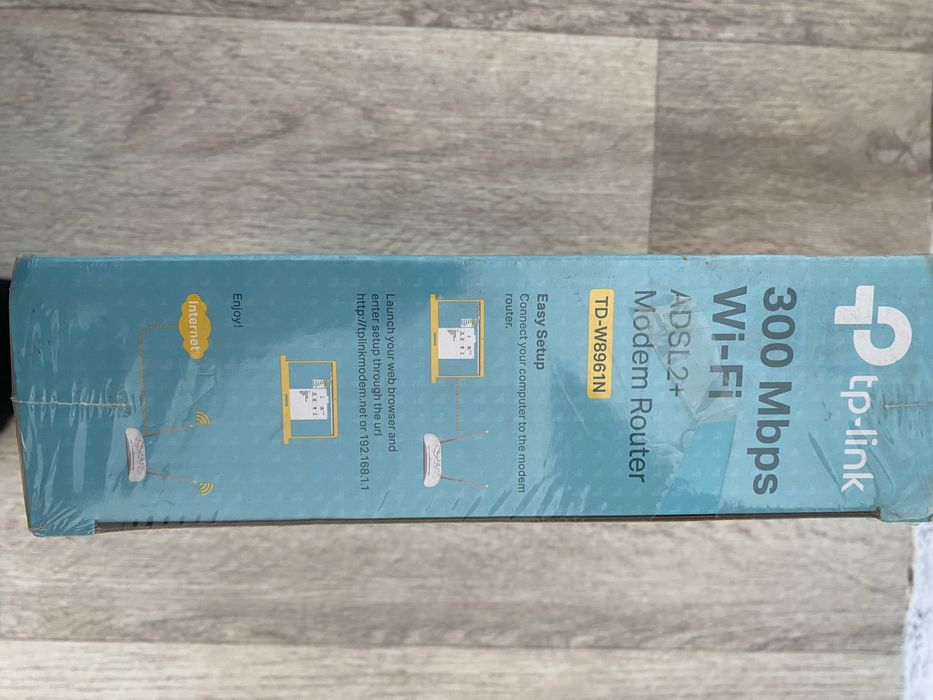 tp-link
300 Mbps
Wi-Fi
ADSL2+
Modem Router
TD-W8961N
Easy Setup
Connect your computer to the modem
router.
Launch your web browser and
enter setup through the url
http://tplinkmodem.net or 192.168.1.1
Enjoy!
Internet